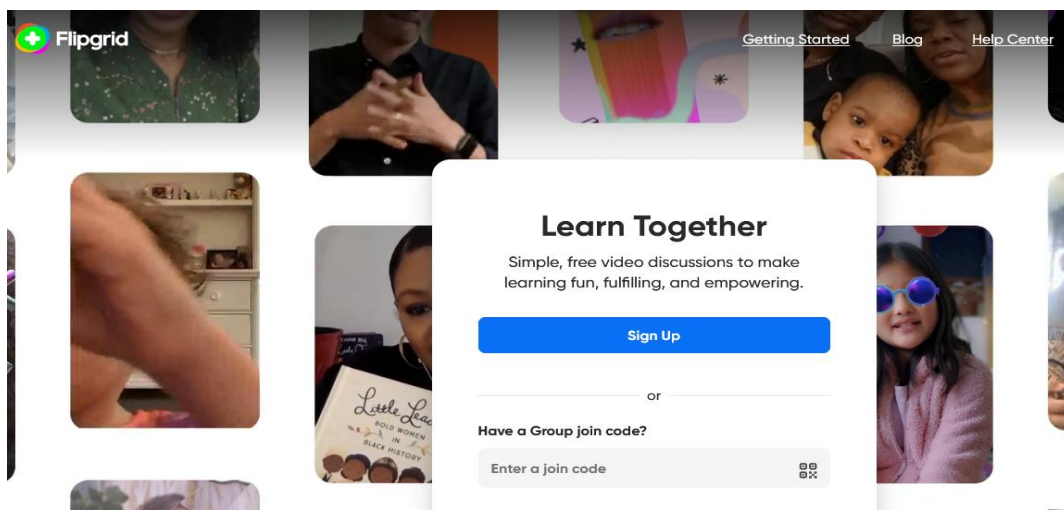 Flipgrid
Getting Started
Blog
Help Center
Learn Together
Simple, free video discussions to make
learning fun, fulfilling, and empowering.
Sign Up
or
Have a Group join code?
Enter a join code
Little
BOLD WOMEN
IN
BLACK HISTORY